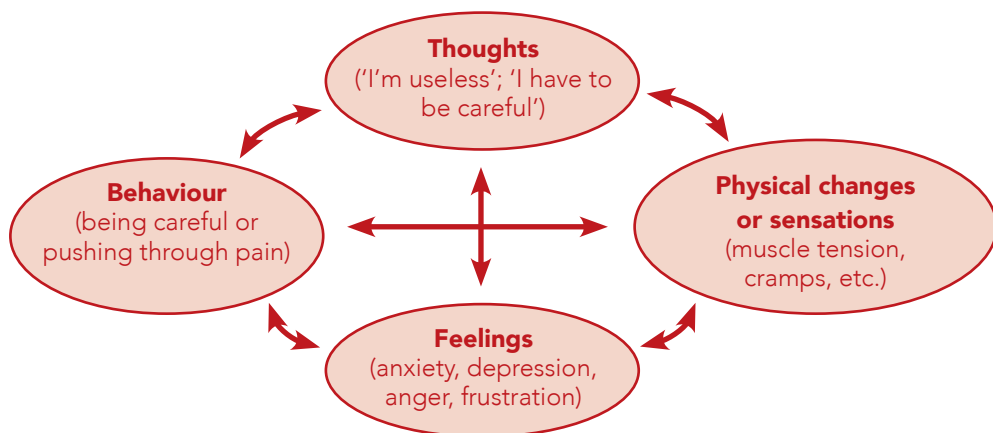 Thoughts
(‘I’m useless’; ‘I have to
be careful’)
Behaviour
(being careful or
pushing through pain)
Physical changes
or sensations
(muscle tension,
cramps, etc.)
Feelings
(anxiety, depression,
anger, frustration)